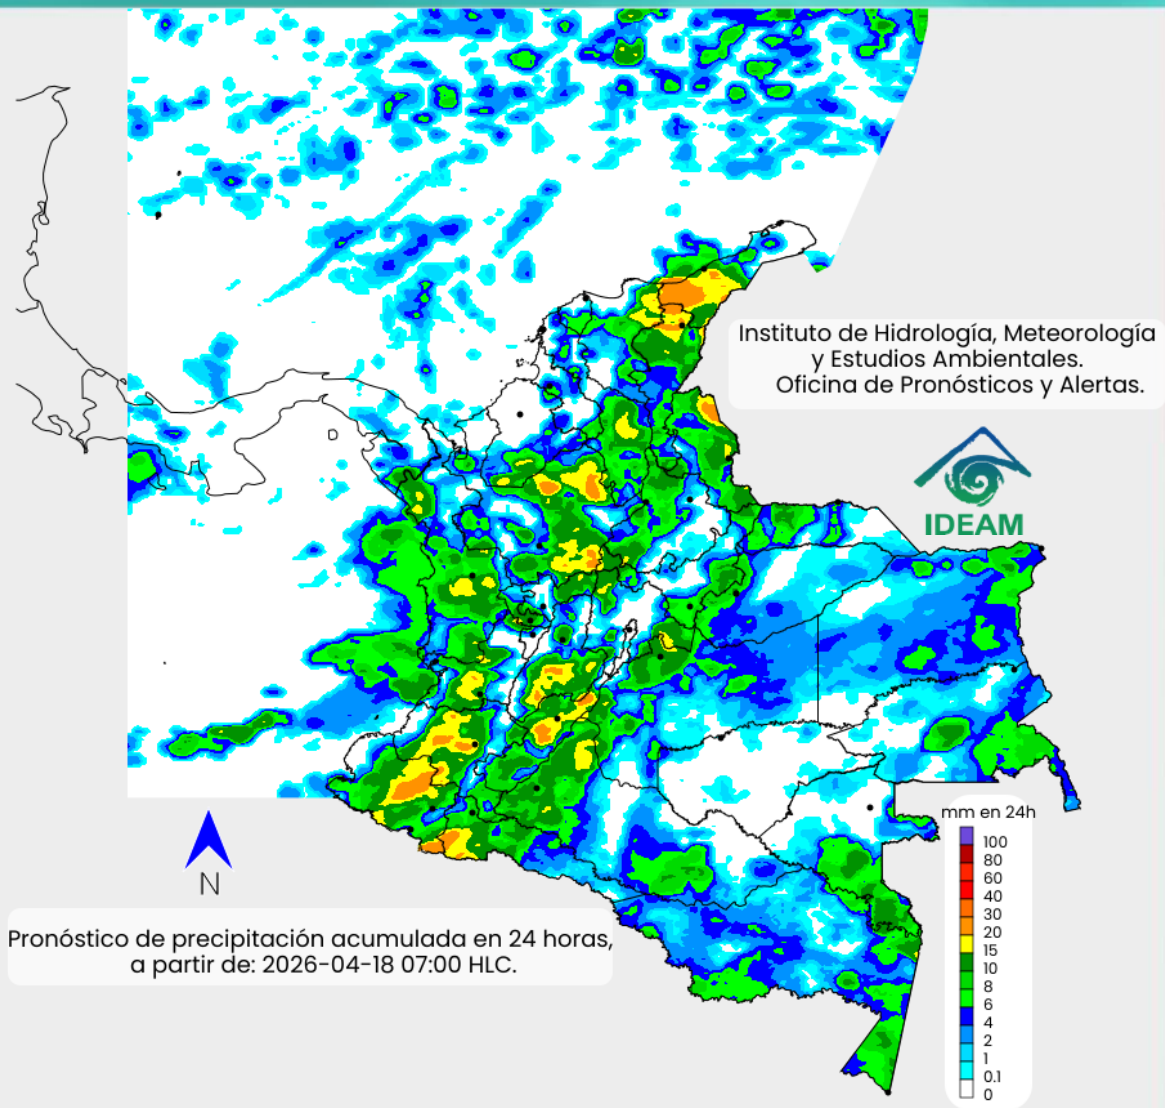 Instituto de Hidrología, Meteorología
y Estudios Ambientales.
Oficina de Pronósticos y Alertas.
IDEAM
mm en 24h
100
80
60
40
30
20
15
10
8
6
4
2
1
0.1
0
N
Pronóstico de precipitación acumulada en 24 horas,
a partir de: 2026-04-18 07:00 HLC.